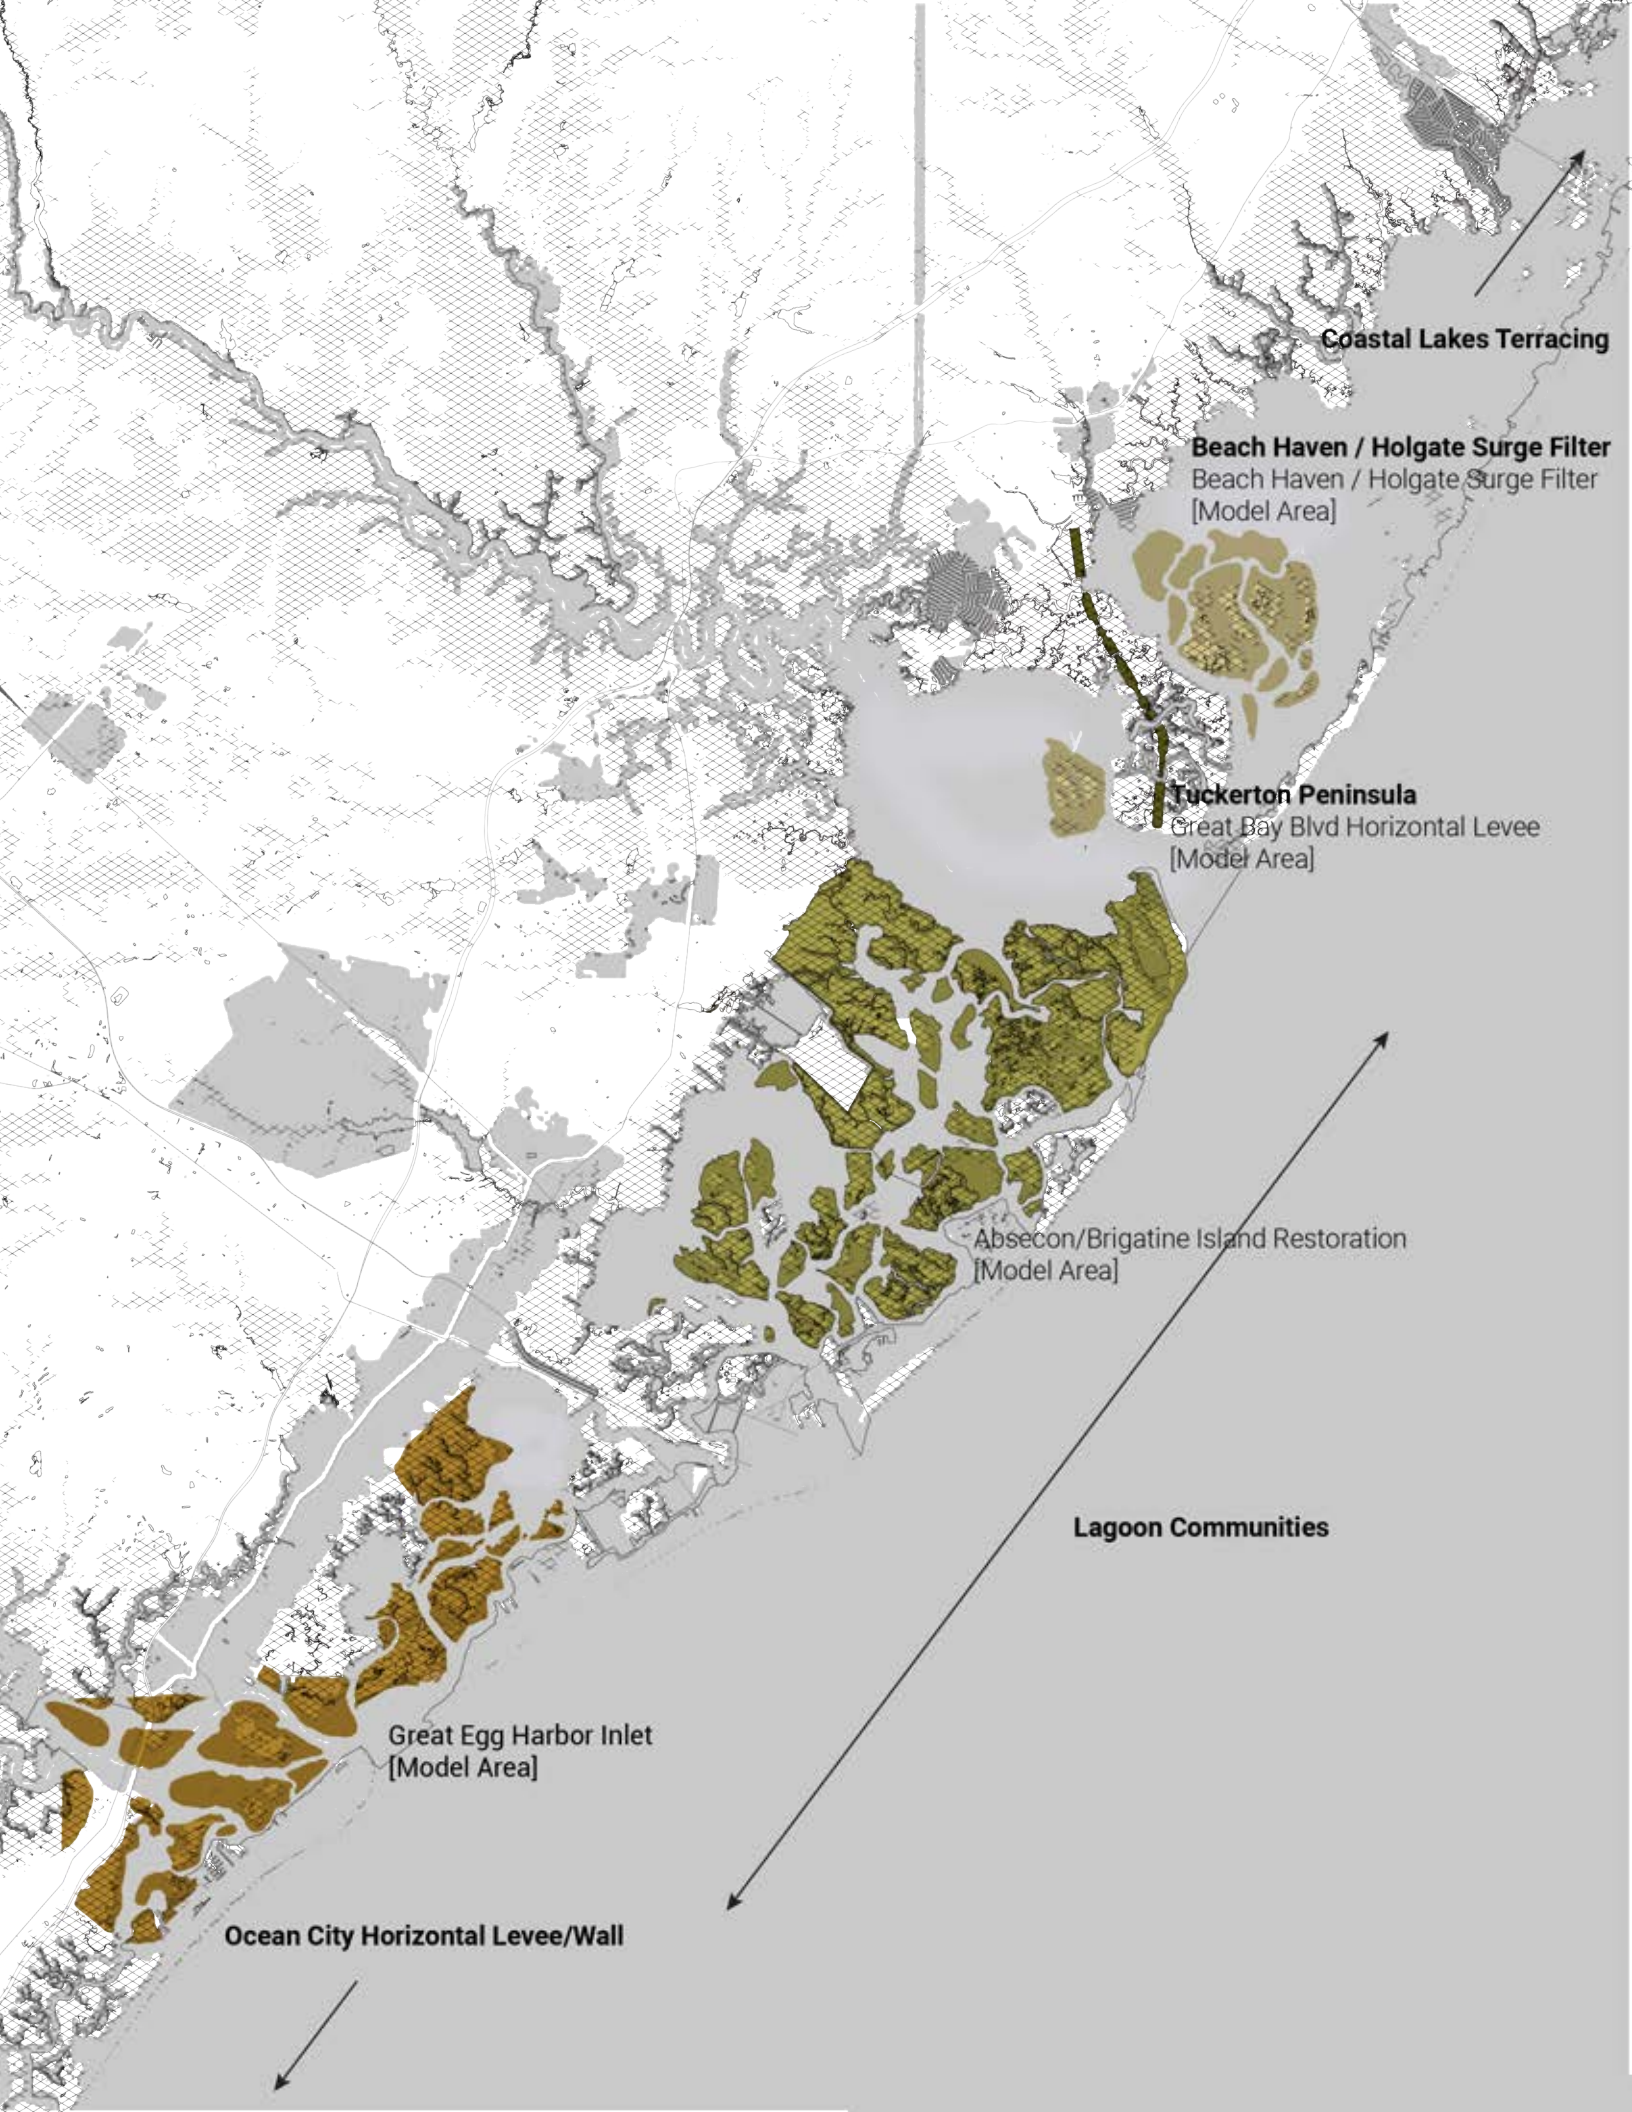 Coastal Lakes Terracing
Beach Haven / Holgate Surge Filter
Beach Haven / Holgate Surge Filter
[Model Area]
Tuckerton Peninsula
Great Bay Blvd Horizontal Levee
[Model Area]
Absecon/Brigatine Island Restoration
[Model Area]
Lagoon Communities
Great Egg Harbor Inlet
[Model Area]
Ocean City Horizontal Levee/Wall